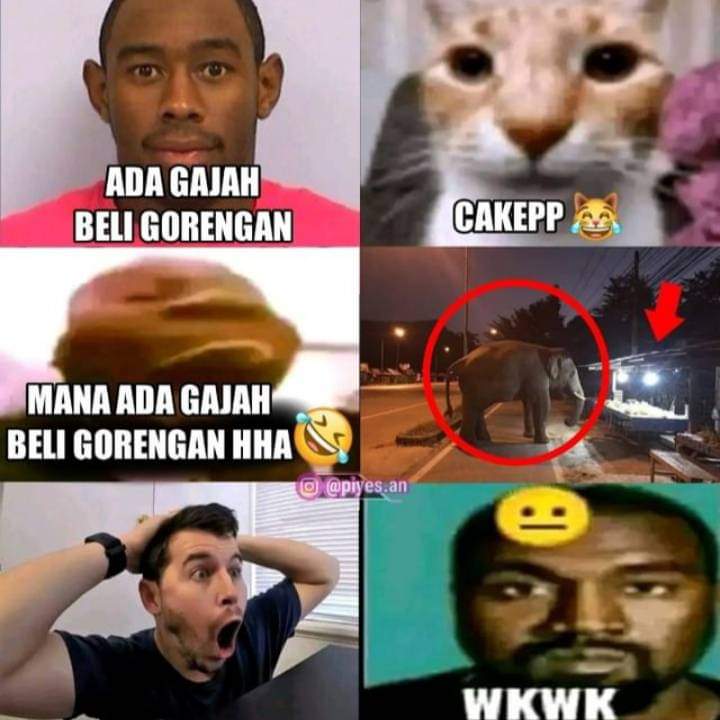 ADA GAJAH
BELI GORENGAN
CAKEPP
MANA ADA GAJAH
BELI GORENGAN HHA
@piyes.an
WKWK